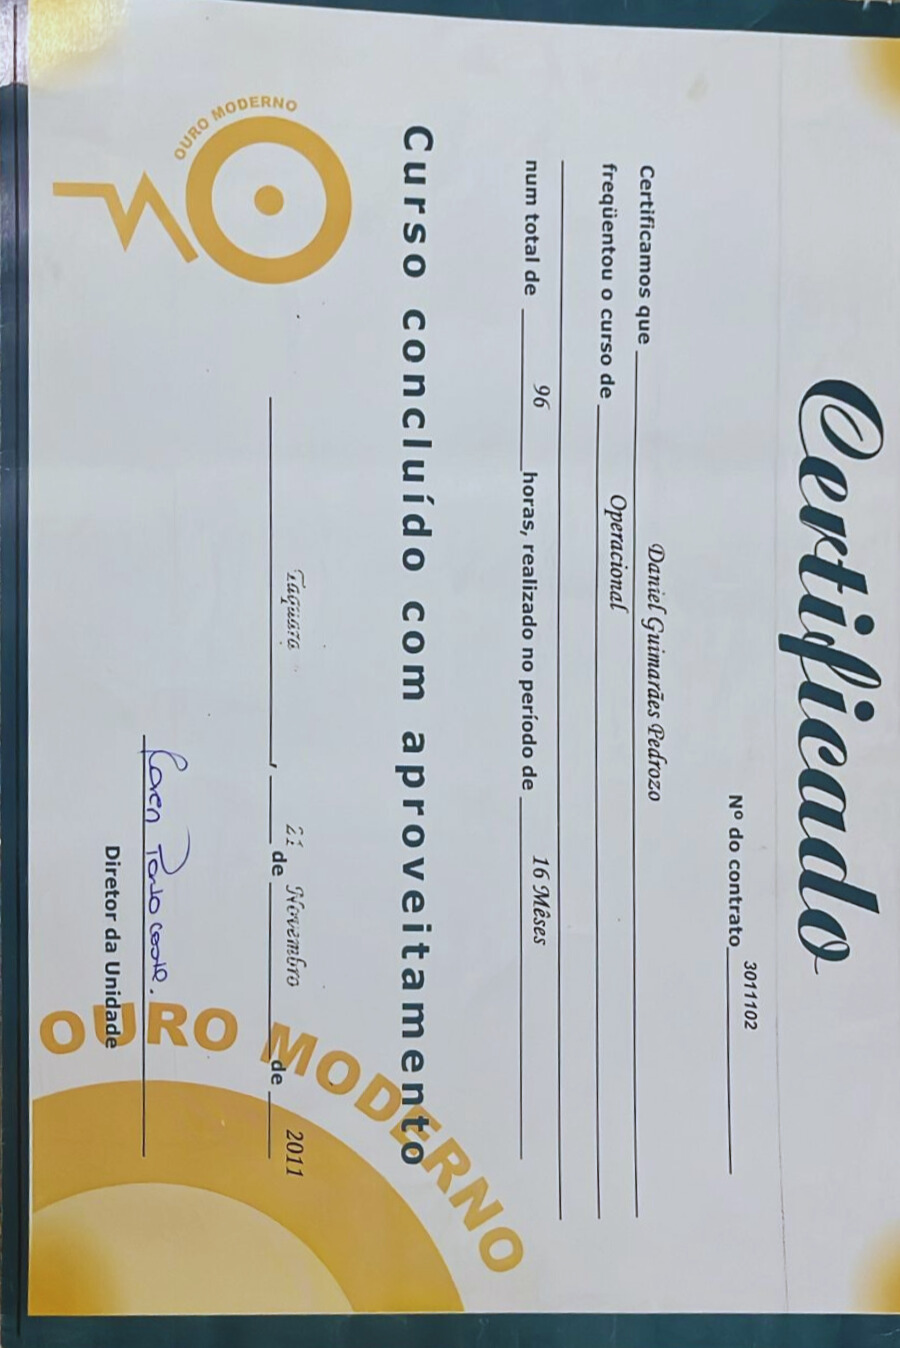 Certificado
Nº do contrato 3011102
Certificamos que Daniel Guimarães Pedrozo
freqüentou o curso de Operacional
num total de 96 horas, realizado no período de 16 Mêses
Curso concluído com aproveitamento
OURO MODERNO
OURO MODERNO
Taquara, 21 de Novembro de 2011
Karen Porto
Diretor da Unidade